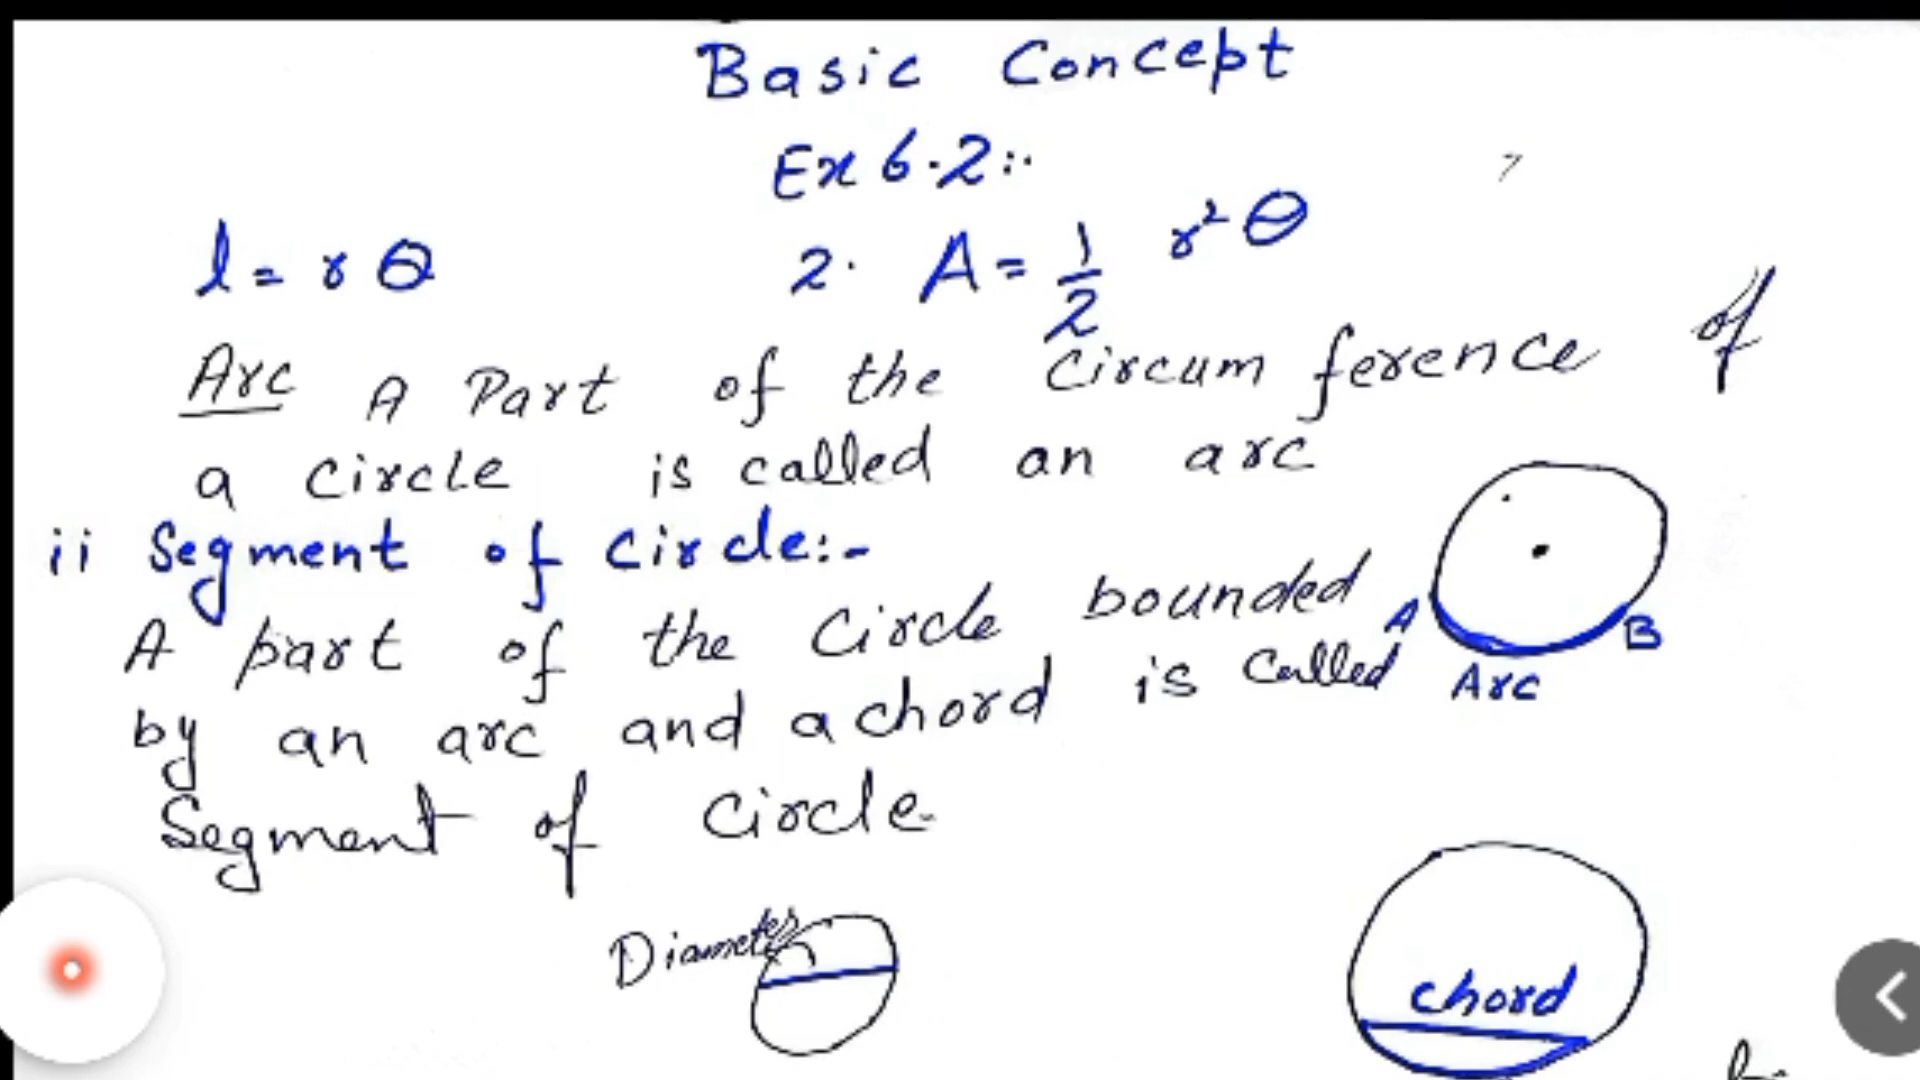 Basic Concept
Ex 6.2:.
l = r θ
2. A = 1/2 r² θ
Arc A Part of the Circumference of
a circle is called an arc
ii Segment of circle:-
A part of the Circle bounded
by an arc and a chord is called
Segment of Circle.
A
B
Arc
Diameter
chord